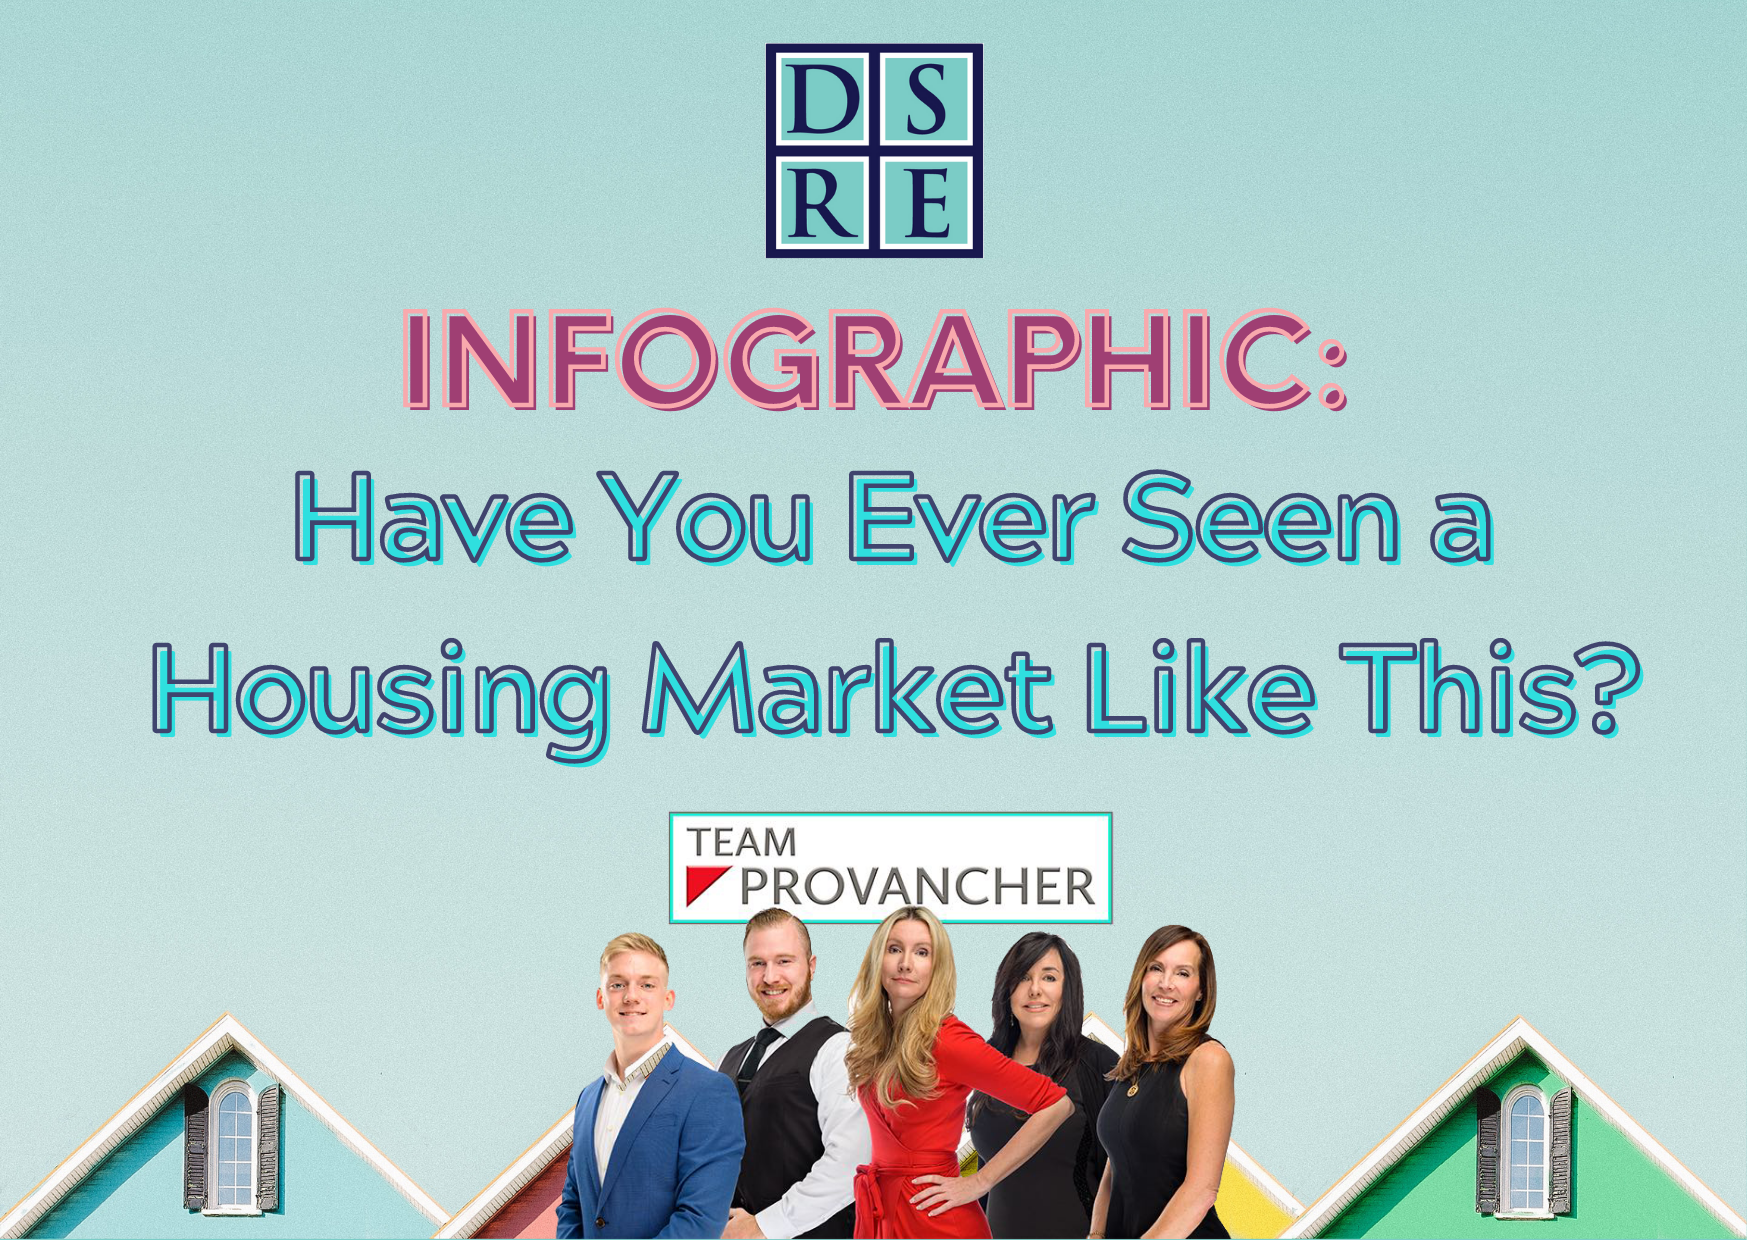 D S
R E
INFOGRAPHIC:
Have You Ever Seen a
Housing Market Like This?
TEAM
PROVANCHER